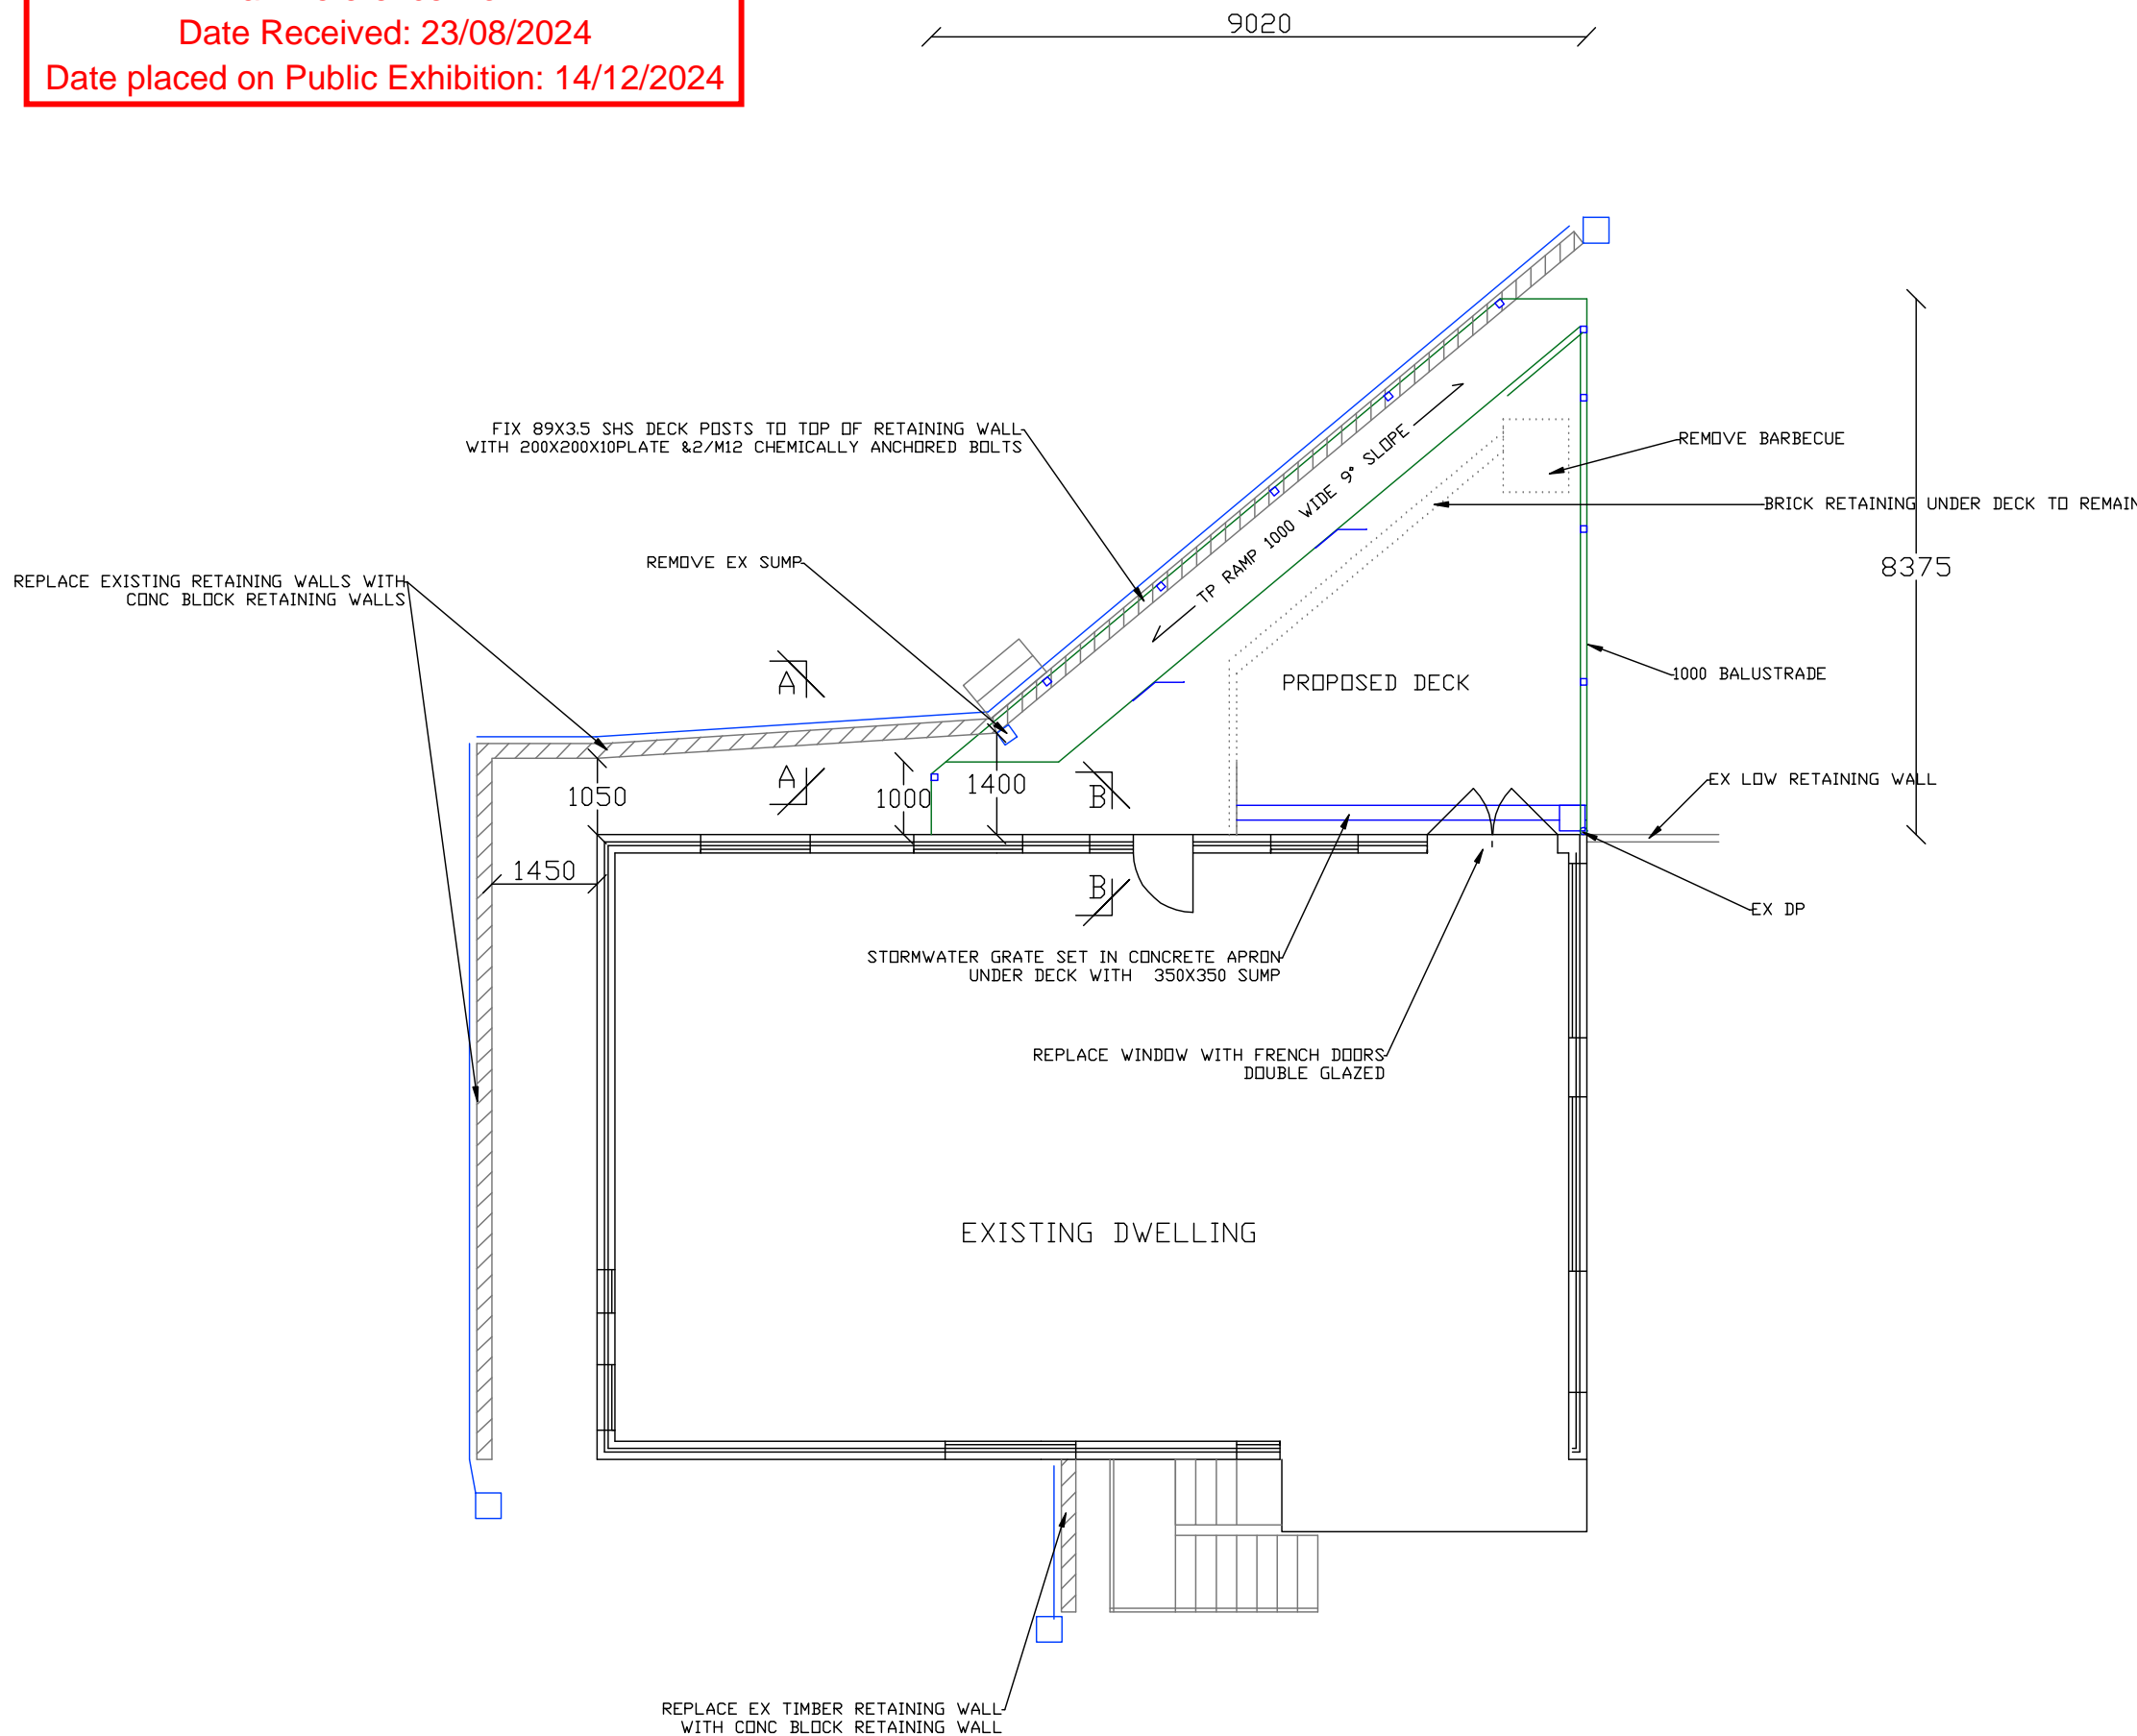 Date Received: 23/08/2024
Date placed on Public Exhibition: 14/12/2024
9020
FIX 89X3.5 SHS DECK POSTS TO TOP OF RETAINING WALL
WITH 200X200X10PLATE &2/M12 CHEMICALLY ANCHORED BOLTS
REMOVE BARBECUE
TP RAMP 1000 WIDE 9° SLOPE
BRICK RETAINING UNDER DECK TO REMAIN
REMOVE EX SUMP
8375
REPLACE EXISTING RETAINING WALLS WITH
CONC BLOCK RETAINING WALLS
A
PROPOSED DECK
1000 BALUSTRADE
A
1050
1000
1400
B
EX LOW RETAINING WALL
1450
B
EX DP
STORMWATER GRATE SET IN CONCRETE APRON
UNDER DECK WITH 350X350 SUMP
REPLACE WINDOW WITH FRENCH DOORS
DOUBLE GLAZED
EXISTING DWELLING
REPLACE EX TIMBER RETAINING WALL
WITH CONC BLOCK RETAINING WALL